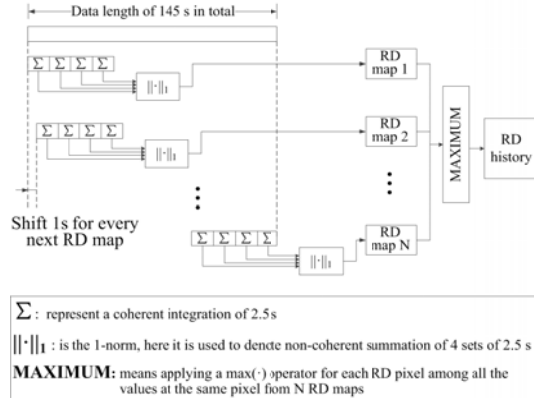 Data length of 145 s in total
Σ Σ Σ Σ
||·||₁
RD
map 1
Σ Σ Σ Σ
||·||₁
RD
map 2
MAXIMUM
RD
history
Shift 1s for every
next RD map
Σ Σ Σ Σ
||·||₁
RD
map N
Σ : represent a coherent integration of 2.5s
||·||₁ : is the 1-norm, here it is used to denote non-coherent summation of 4 sets of 2.5 s
MAXIMUM: means applying a max(·) operator for each RD pixel among all the
values at the same pixel from N RD maps